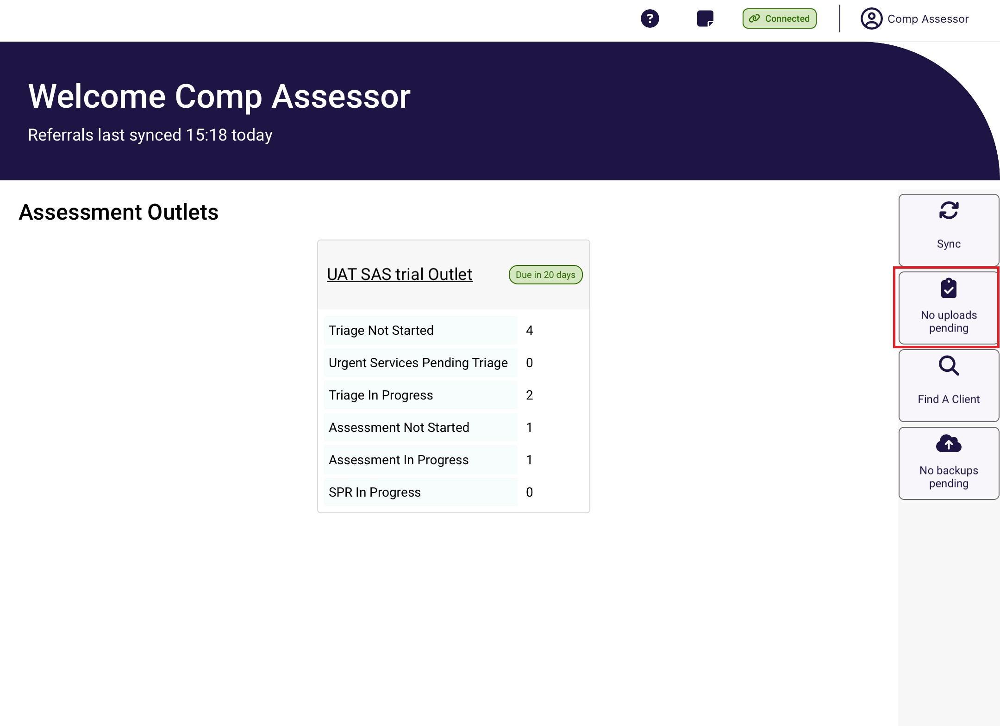 Connected
Comp Assessor
Welcome Comp Assessor
Referrals last synced 15:18 today
Assessment Outlets
UAT SAS trial Outlet
Due in 20 days
Triage Not Started 4
Urgent Services Pending Triage 0
Triage In Progress 2
Assessment Not Started 1
Assessment In Progress 1
SPR In Progress 0
Sync
No uploads
pending
Find A Client
No backups
pending